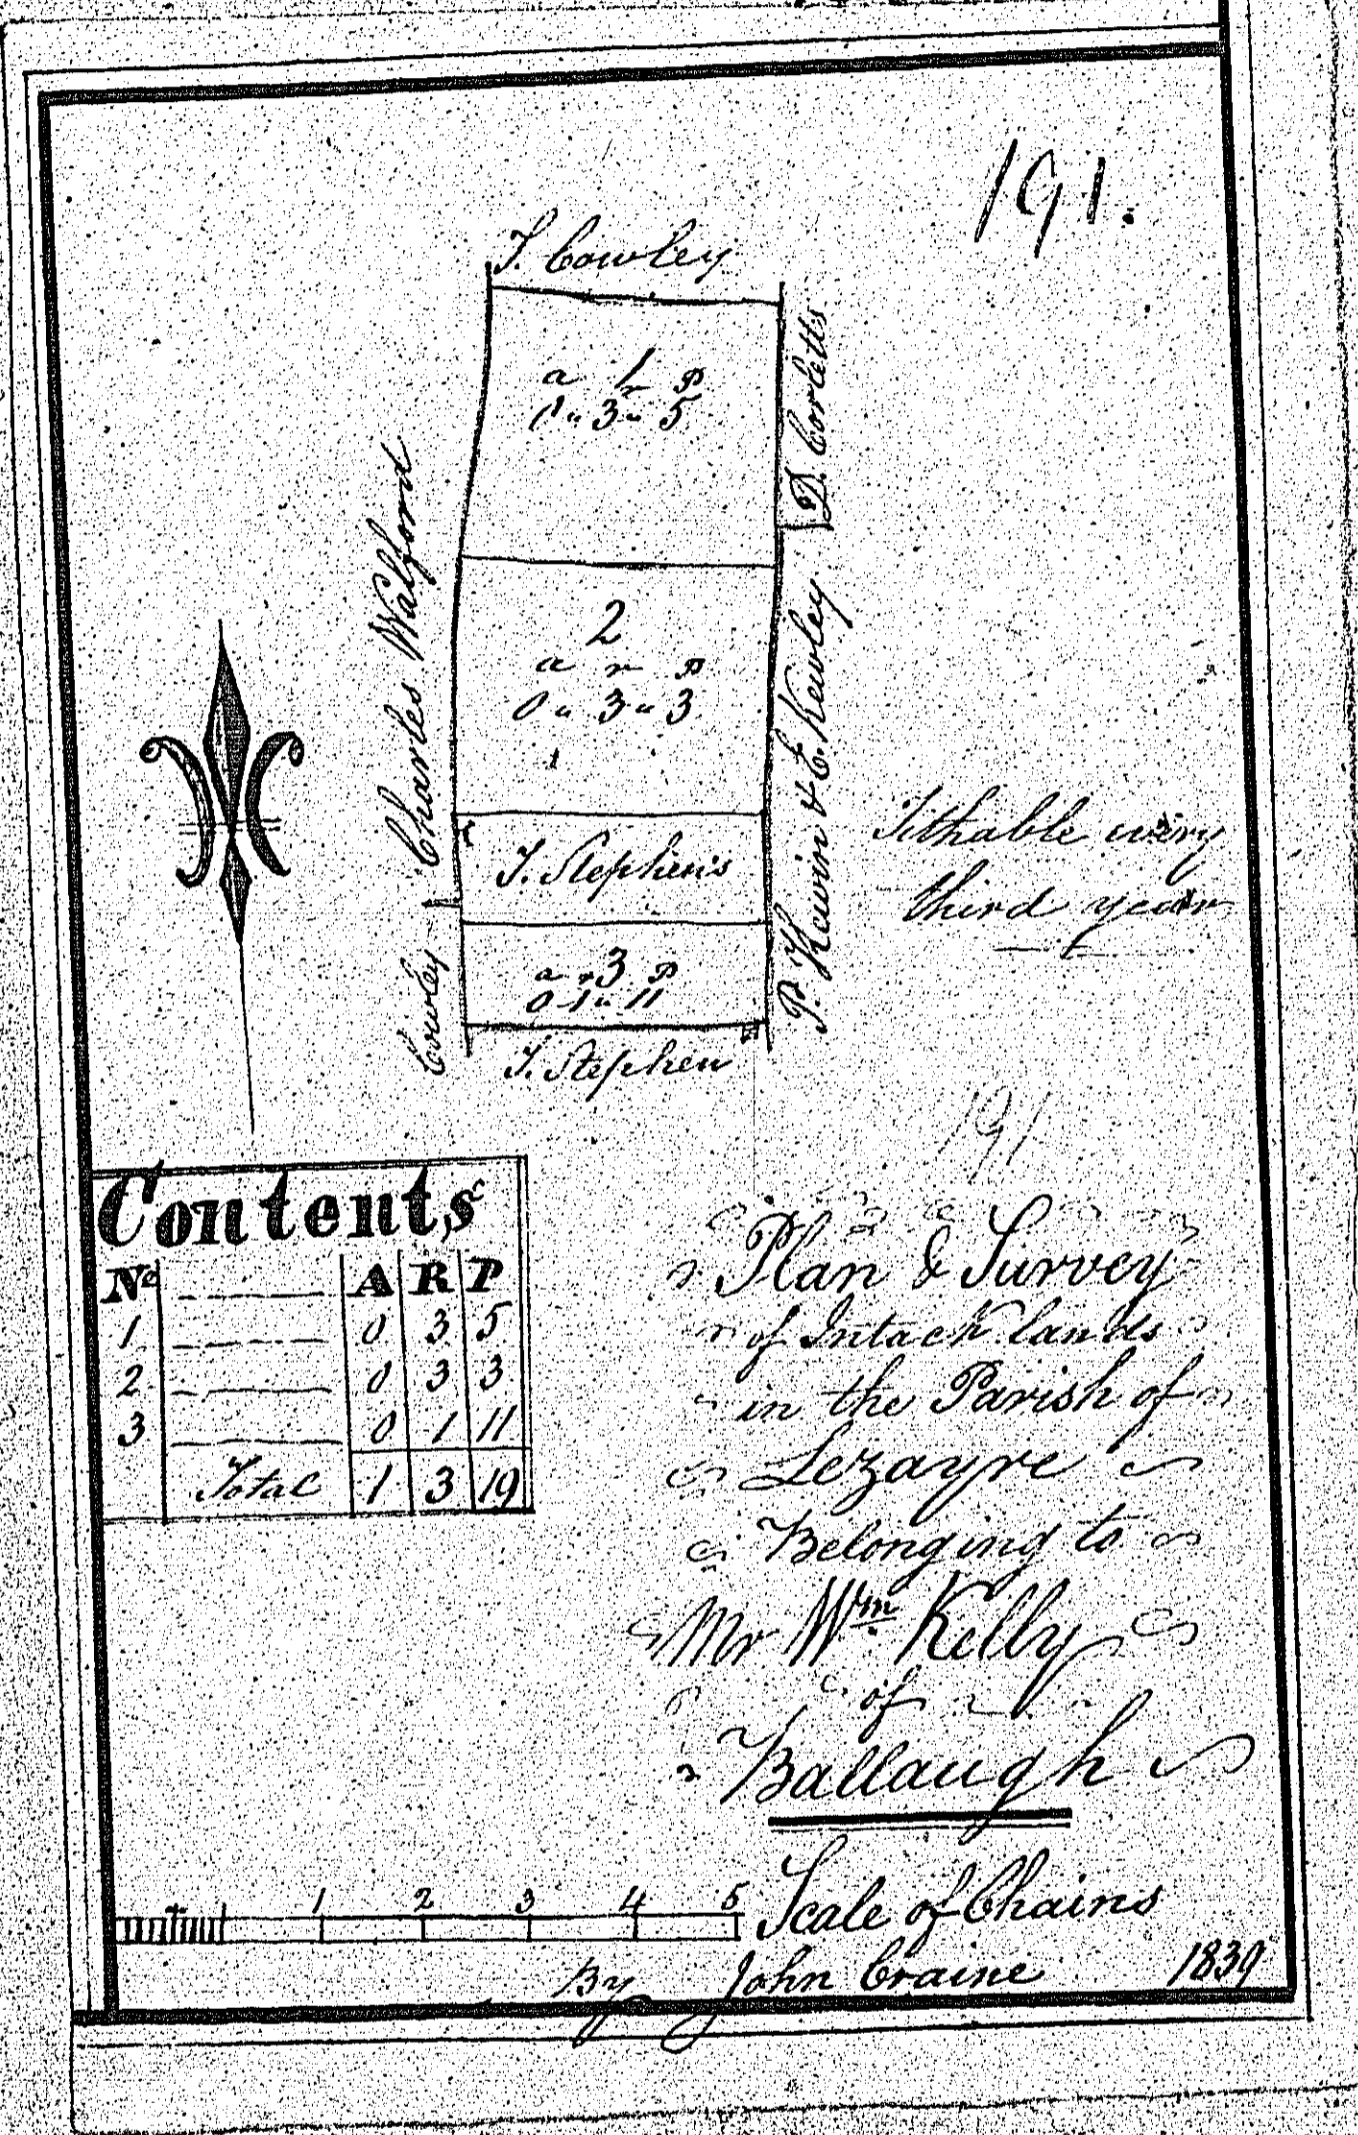 191.
T. Cowley
a 1 r P
0 " 3 " 5
D. Corletts
Charles Walford
2
a r P
0 " 3 " 3
P. Kewin & E. Kewley
T. Stephen's
Tithable every
third year
Cowley
a r 3 P
0 - 1 " 11
T. Stephen
191
Contents
No A R P
1 0 3 5
2 0 3 3
3 0 1 11
Total 1 3 19
Plan & Survey
of Intack lands
in the Parish of
Lezayre
Belonging to
Mr Wm Kelly
of
Ballaugh
1 2 3 4 5 Scale of Chains
By John Craine 1839